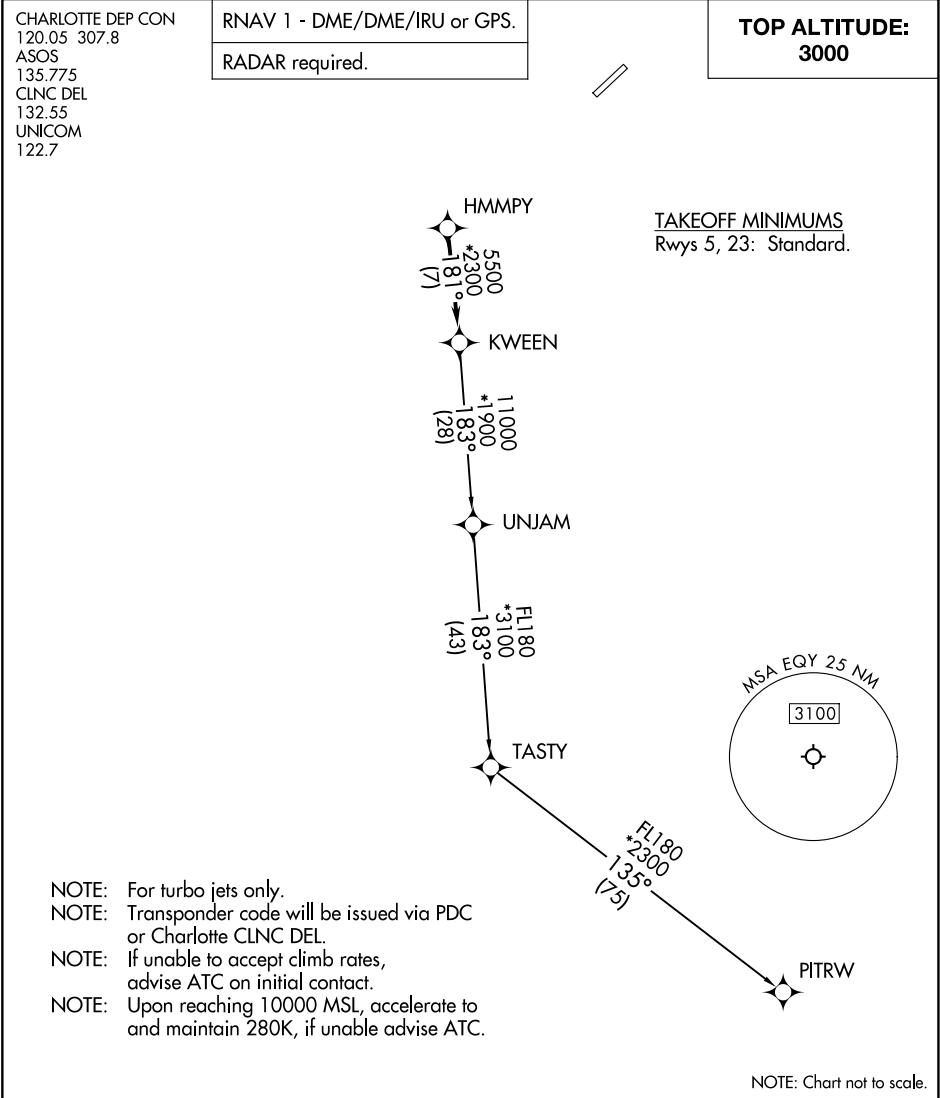 CHARLOTTE DEP CON
120.05 307.8
ASOS
135.775
CLNC DEL
132.55
UNICOM
122.7
RNAV 1 - DME/DME/IRU or GPS.
RADAR required.
TOP ALTITUDE:
3000
TAKEOFF MINIMUMS
Rwys 5, 23: Standard.
HMMPY
5500
*2300
181°
(7)
KWEEN
11000
*1900
183°
(28)
UNJAM
FL180
*3100
183°
(43)
TASTY
FL180
*2300
135°
(75)
PITRW
MSA EQY 25 NM
3100
NOTE: For turbo jets only.
NOTE: Transponder code will be issued via PDC
or Charlotte CLNC DEL.
NOTE: If unable to accept climb rates,
advise ATC on initial contact.
NOTE: Upon reaching 10000 MSL, accelerate to
and maintain 280K, if unable advise ATC.
NOTE: Chart not to scale.